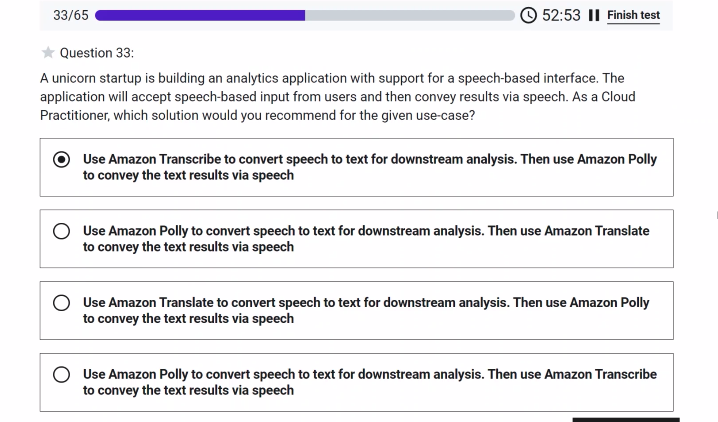 33/65 52:53 Finish test
Question 33:
A unicorn startup is building an analytics application with support for a speech-based interface. The
application will accept speech-based input from users and then convey results via speech. As a Cloud
Practitioner, which solution would you recommend for the given use-case?
Use Amazon Transcribe to convert speech to text for downstream analysis. Then use Amazon Polly
to convey the text results via speech
Use Amazon Polly to convert speech to text for downstream analysis. Then use Amazon Translate
to convey the text results via speech
Use Amazon Translate to convert speech to text for downstream analysis. Then use Amazon Polly
to convey the text results via speech
Use Amazon Polly to convert speech to text for downstream analysis. Then use Amazon Transcribe
to convey the text results via speech